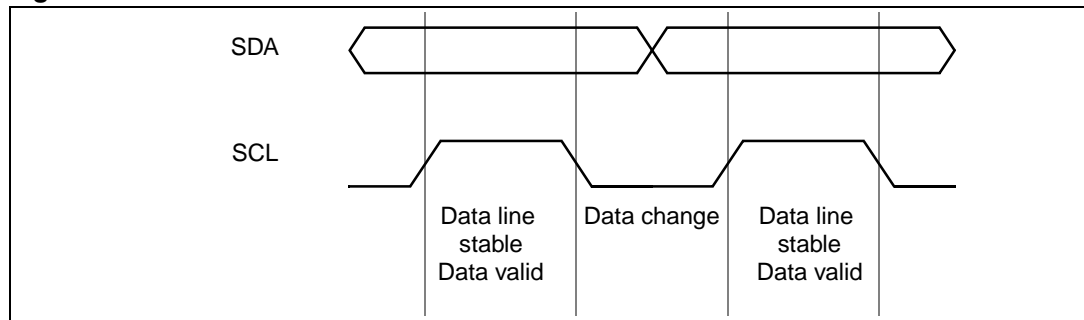 SDA
SCL
Data line
stable
Data valid
Data change
Data line
stable
Data valid